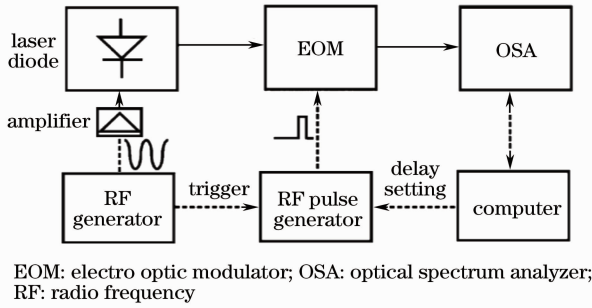 laser
diode
EOM
OSA
amplifier
RF
generator
trigger
RF pulse
generator
delay
setting
computer
EOM: electro optic modulator; OSA: optical spectrum analyzer;
RF: radio frequency